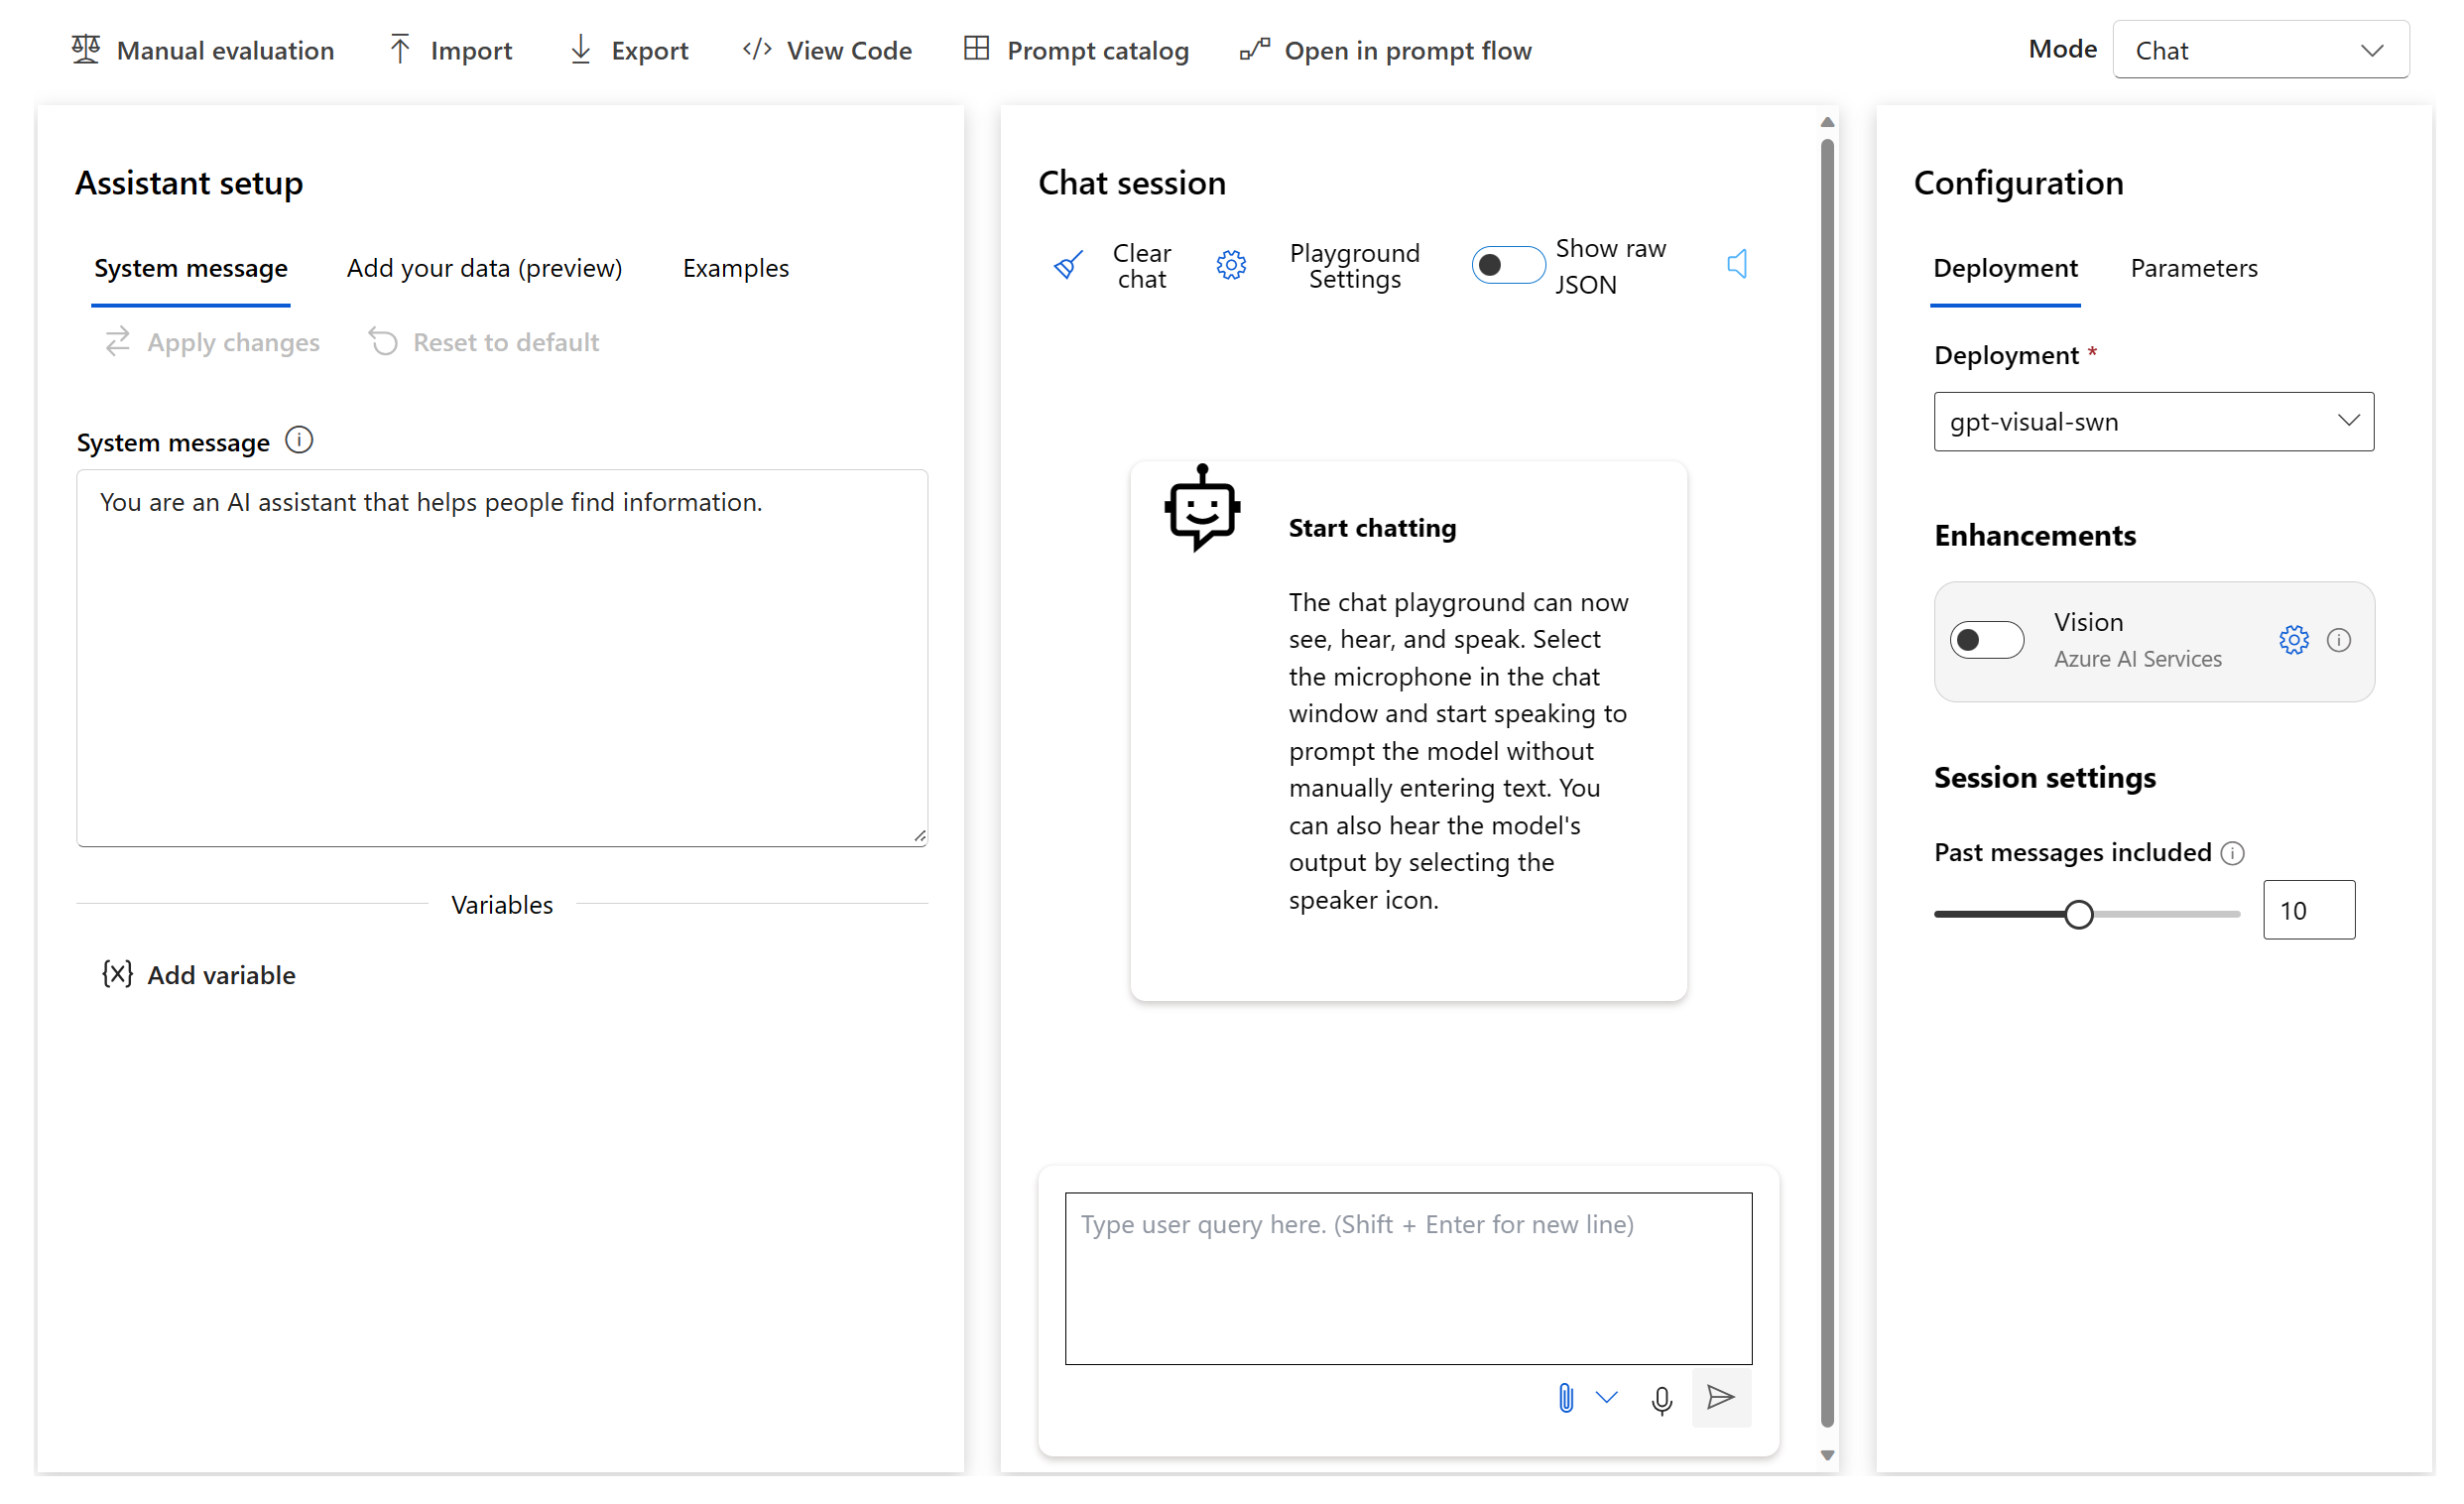 Manual evaluation
Import
Export
View Code
Prompt catalog
Open in prompt flow
Mode
Chat
Assistant setup
System message
Add your data (preview)
Examples
Apply changes
Reset to default
System message
You are an AI assistant that helps people find information.
Variables
{x} Add variable
Chat session
Clear
chat
Playground
Settings
Show raw
JSON
Start chatting
The chat playground can now
see, hear, and speak. Select
the microphone in the chat
window and start speaking to
prompt the model without
manually entering text. You
can also hear the model's
output by selecting the
speaker icon.
Type user query here. (Shift + Enter for new line)
Configuration
Deployment
Parameters
Deployment *
gpt-visual-swn
Enhancements
Vision
Azure AI Services
Session settings
Past messages included
10